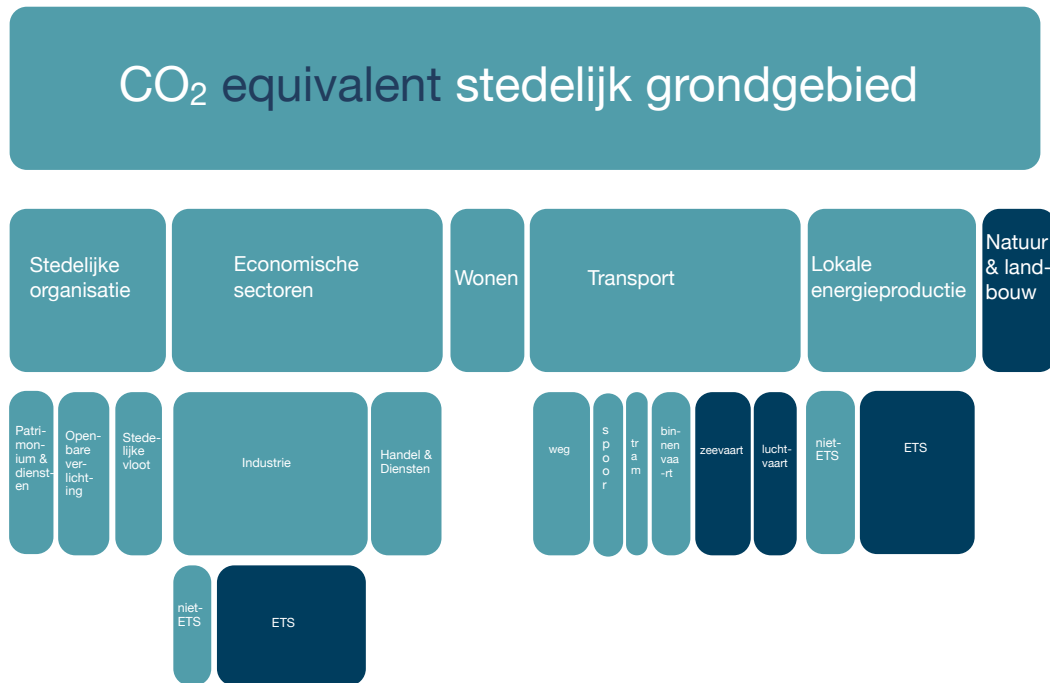 CO₂ equivalent stedelijk grondgebied
Stedelijke
organisatie
Economische
sectoren
Wonen
Transport
Lokale
energieproductie
Natuur
& land-
bouw
Patri-
mon-
ium &
dienst-
en
Open-
bare
ver-
licht-
ing
Stede-
lijke
vloot
Industrie
Handel &
Diensten
weg
s
p
o
o
r
tr
a
m
bin-
nen
vaa
-rt
zeevaart
lucht-
vaart
niet-
ETS
ETS
niet-
ETS
ETS